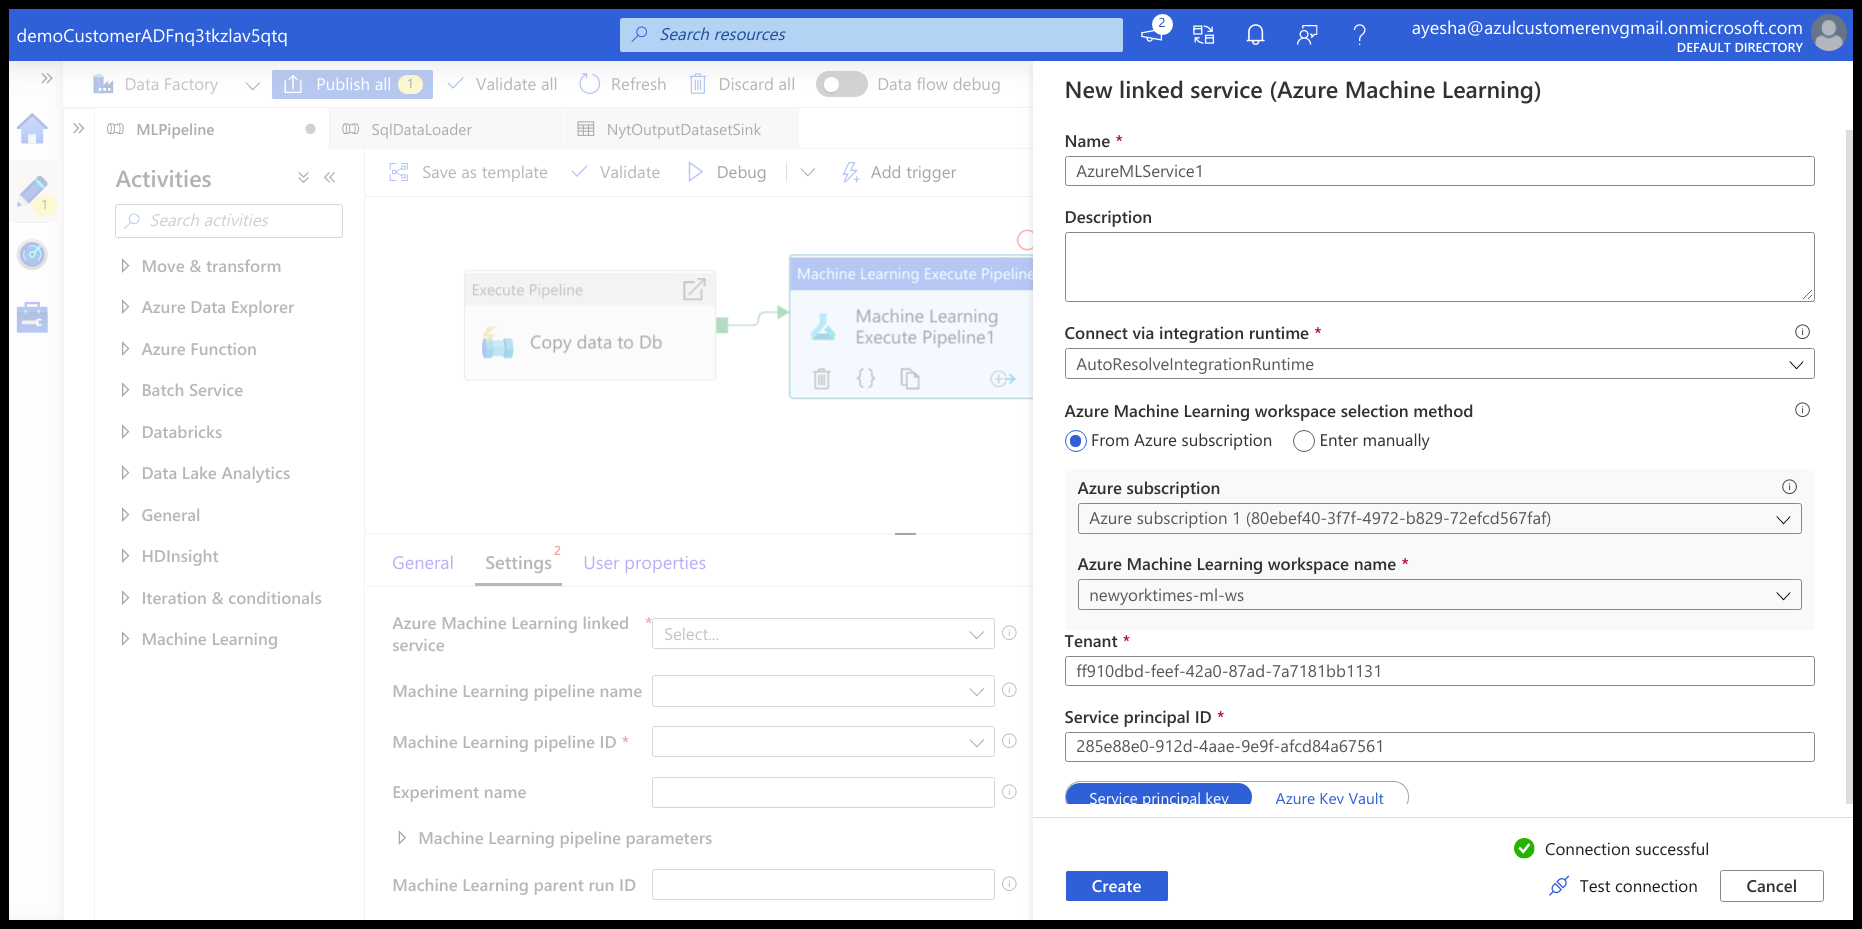 demoCustomerADFnq3tkzlav5qtq
Search resources
2
ayesha@azulcustomerenvgmail.onmicrosoft.com
DEFAULT DIRECTORY
Data Factory
Publish all 1
Validate all
Refresh
Discard all
Data flow debug
MLPipeline
SqlDataLoader
NytOutputDatasetSink
1
Activities
Search activities
Move & transform
Azure Data Explorer
Azure Function
Batch Service
Databricks
Data Lake Analytics
General
HDInsight
Iteration & conditionals
Machine Learning
Save as template
Validate
Debug
Add trigger
Execute Pipeline
Copy data to Db
Machine Learning Execute Pipeline
Machine Learning
Execute Pipeline1
{}
General
Settings 2
User properties
Azure Machine Learning linked *
service
Select...
Machine Learning pipeline name
Machine Learning pipeline ID *
Experiment name
Machine Learning pipeline parameters
Machine Learning parent run ID
New linked service (Azure Machine Learning)
Name *
AzureMLService1
Description
Connect via integration runtime *
AutoResolveIntegrationRuntime
Azure Machine Learning workspace selection method
From Azure subscription
Enter manually
Azure subscription
Azure subscription 1 (80ebef40-3f7f-4972-b829-72efcd567faf)
Azure Machine Learning workspace name *
newyorktimes-ml-ws
Tenant *
ff910dbd-feef-42a0-87ad-7a7181bb1131
Service principal ID *
285e88e0-912d-4aae-9e9f-afcd84a67561
Service principal key
Azure Key Vault
Connection successful
Create
Test connection
Cancel